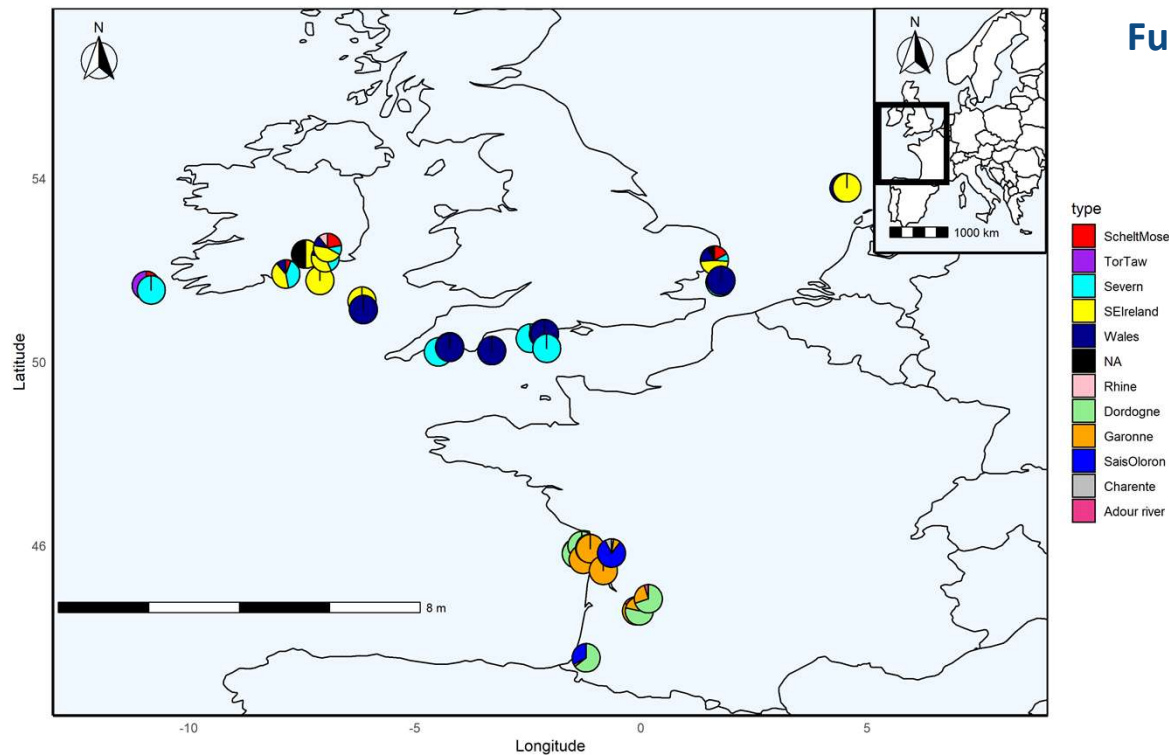 Fu
N
N
1000 km
54
50
46
Latitude
8 m
-10
-5
0
5
Longitude
type
ScheltMose
TorTaw
Severn
SEIreland
Wales
NA
Rhine
Dordogne
Garonne
SaisOloron
Charente
Adour river